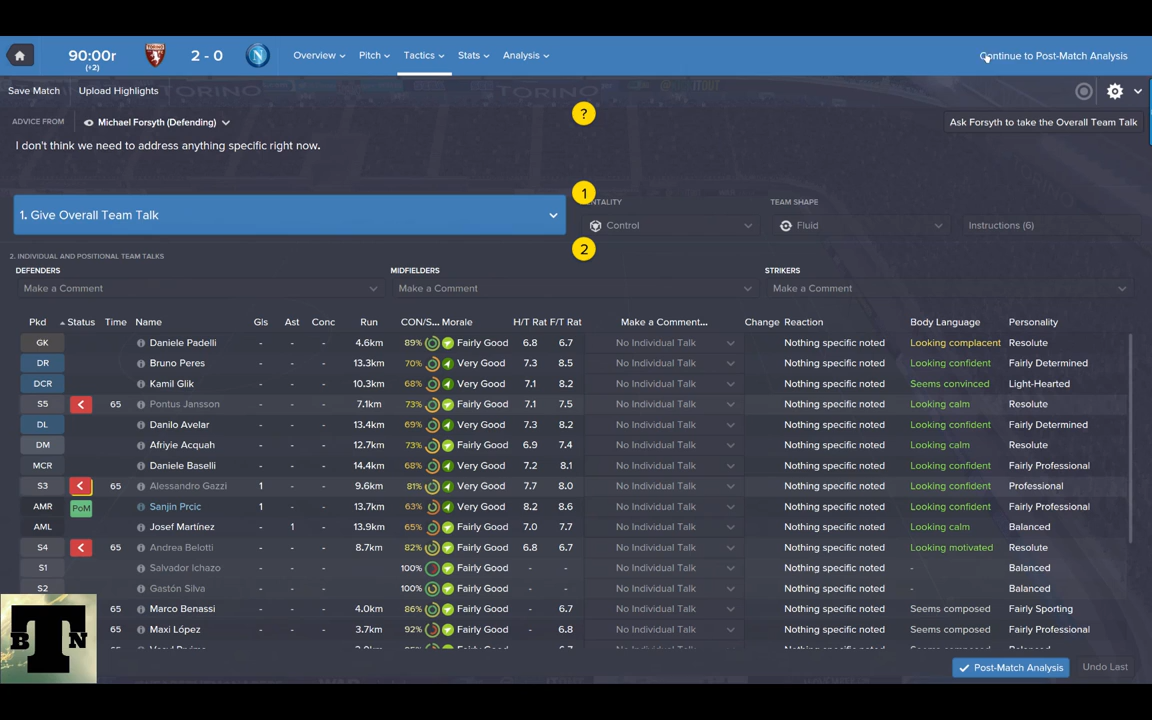 90:00r 2 - 0 Overview Pitch Tactics Stats Analysis Continue to Post-Match Analysis
(+2)
Save Match Upload Highlights
ADVICE FROM Michael Forsyth (Defending) ? Ask Forsyth to take the Overall Team Talk
I don't think we need to address anything specific right now.
1
NTALITY TEAM SHAPE
1. Give Overall Team Talk Control Fluid Instructions (6)
2
2. INDIVIDUAL AND POSITIONAL TEAM TALKS
DEFENDERS MIDFIELDERS STRIKERS
Make a Comment Make a Comment Make a Comment
Pkd Status Time Name Gls Ast Conc Run CON/S... Morale H/T Rat F/T Rat Make a Comment... Change Reaction Body Language Personality
GK Daniele Padelli - - - 4.6km 89% Fairly Good 6.8 6.7 No Individual Talk Nothing specific noted Looking complacent Resolute
DR Bruno Peres - - - 13.3km 70% Very Good 7.3 8.5 No Individual Talk Nothing specific noted Looking confident Fairly Determined
DCR Kamil Glik - - - 10.3km 68% Very Good 7.1 8.2 No Individual Talk Nothing specific noted Seems convinced Light-Hearted
S5 65 Pontus Jansson - - - 7.1km 73% Fairly Good 7.1 7.5 No Individual Talk Nothing specific noted Looking calm Resolute
DL Danilo Avelar - - - 13.4km 69% Very Good 7.3 8.2 No Individual Talk Nothing specific noted Looking confident Fairly Determined
DM Afriyie Acquah - - - 12.7km 73% Fairly Good 6.9 7.4 No Individual Talk Nothing specific noted Looking calm Resolute
MCR Daniele Baselli - - - 14.4km 68% Very Good 7.2 8.1 No Individual Talk Nothing specific noted Looking confident Fairly Professional
S3 65 Alessandro Gazzi 1 - - 9.6km 81% Very Good 7.7 8.0 No Individual Talk Nothing specific noted Looking confident Professional
AMR PoM Sanjin Prcic 1 - - 13.7km 63% Very Good 8.2 8.6 No Individual Talk Nothing specific noted Looking confident Fairly Professional
AML Josef Martínez - 1 - 13.9km 65% Fairly Good 7.0 7.7 No Individual Talk Nothing specific noted Looking calm Balanced
S4 65 Andrea Belotti - - - 8.7km 82% Fairly Good 6.8 6.7 No Individual Talk Nothing specific noted Looking motivated Resolute
S1 Salvador Ichazo 100% Fairly Good - - No Individual Talk Nothing specific noted - Balanced
S2 Gastón Silva 100% Fairly Good - - No Individual Talk Nothing specific noted - Balanced
65 Marco Benassi - - - 4.0km 86% Fairly Good - 6.7 No Individual Talk Nothing specific noted Seems composed Fairly Sporting
65 Maxi López - - - 3.7km 92% Fairly Good - 6.8 No Individual Talk Nothing specific noted Seems composed Fairly Professional
BTN
Post-Match Analysis Undo Last